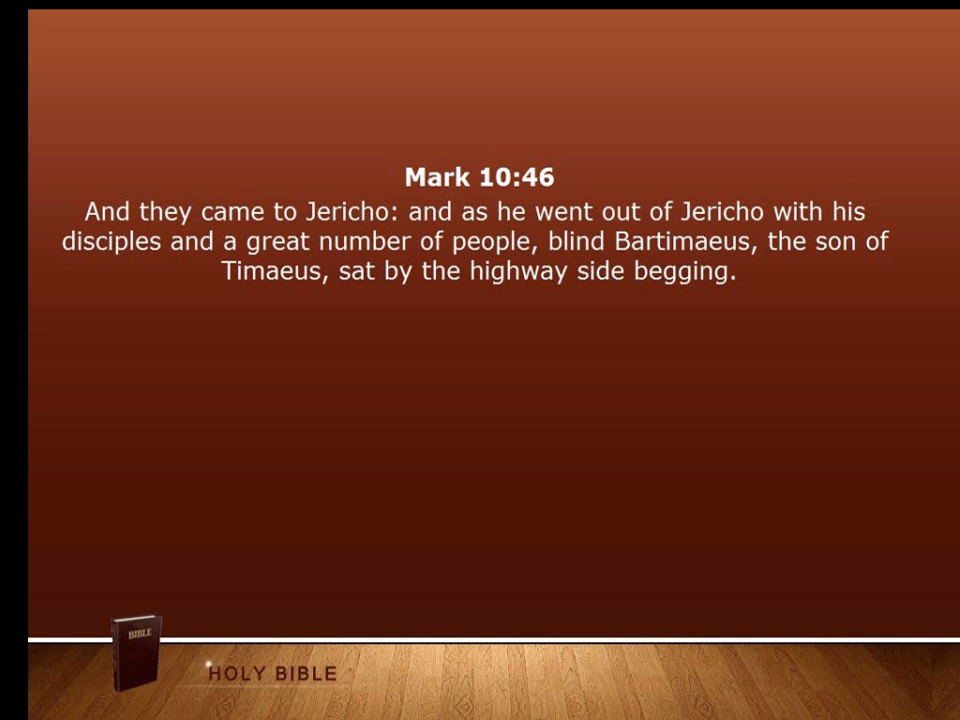 Mark 10:46
And they came to Jericho: and as he went out of Jericho with his
disciples and a great number of people, blind Bartimaeus, the son of
Timaeus, sat by the highway side begging.
BIBLE
HOLY BIBLE